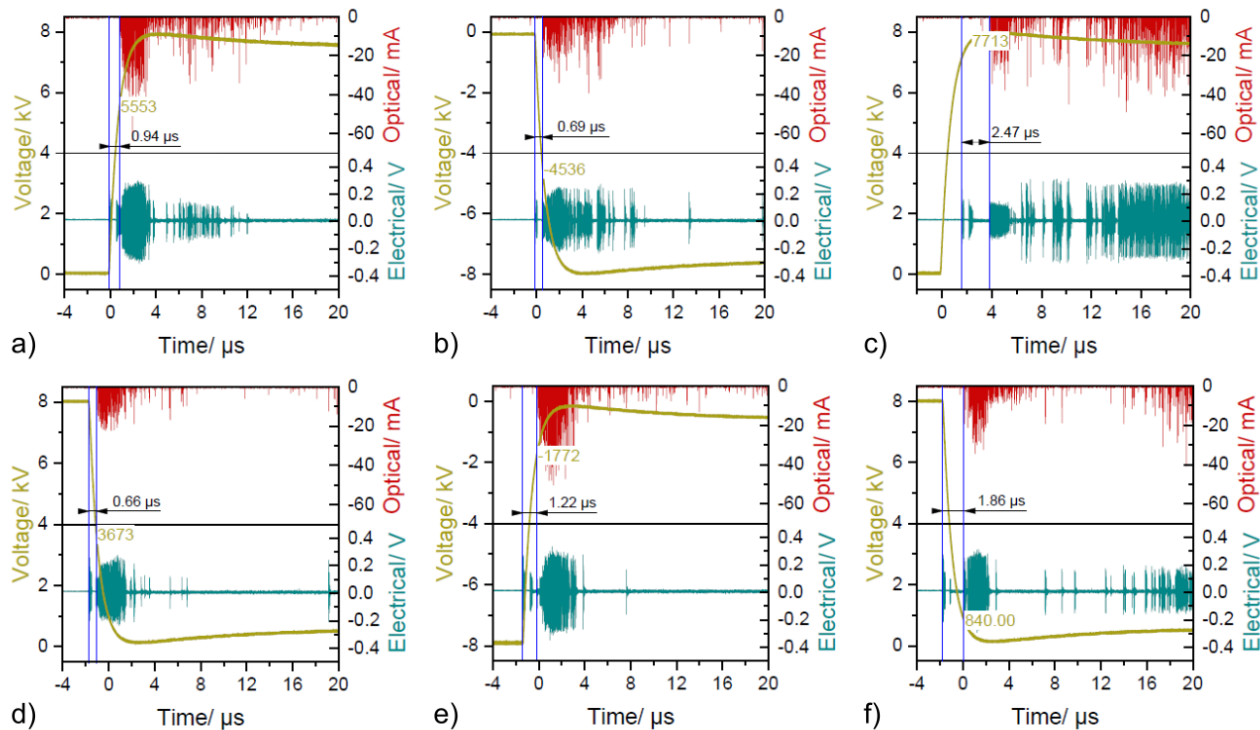 8
6
4
2
0
Voltage/ kV
0
-20
-40
-60
Optical/ mA
0.4
0.2
0.0
-0.2
-0.4
Electrical/ V
5553
0.94 µs
-4 0 4 8 12 16 20
Time/ µs
a)
0
-2
-4
-6
-8
Voltage/ kV
0
-20
-40
-60
Optical/ mA
0.4
0.2
0.0
-0.2
-0.4
Electrical/ V
0.69 µs
-4536
-4 0 4 8 12 16 20
Time/ µs
b)
8
6
4
2
0
Voltage/ kV
0
-20
-40
-60
Optical/ mA
0.4
0.2
0.0
-0.2
-0.4
Electrical/ V
7713
2.47 µs
0 4 8 12 16 20
Time/ µs
c)
8
6
4
2
0
Voltage/ kV
0
-20
-40
-60
Optical/ mA
0.4
0.2
0.0
-0.2
-0.4
Electrical/ V
0.66 µs
3673
-4 0 4 8 12 16 20
Time/ µs
d)
0
-2
-4
-6
-8
Voltage/ kV
0
-20
-40
-60
Optical/ mA
0.4
0.2
0.0
-0.2
-0.4
Electrical/ V
-1772
1.22 µs
-4 0 4 8 12 16 20
Time/ µs
e)
8
6
4
2
0
Voltage/ kV
0
-20
-40
-60
Optical/ mA
0.4
0.2
0.0
-0.2
-0.4
Electrical/ V
1.86 µs
840.00
-4 0 4 8 12 16 20
Time/ µs
f)